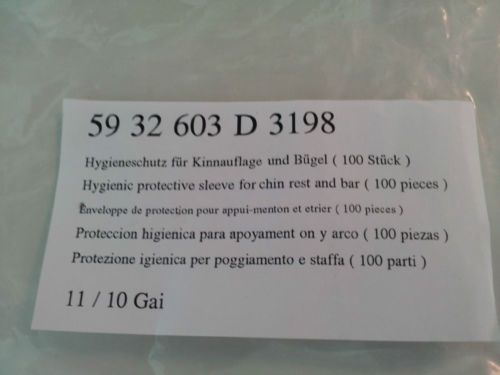 59 32 603 D 3198
Hygieneschutz für Kinnauflage und Bügel ( 100 Stück )
Hygienic protective sleeve for chin rest and bar ( 100 pieces )
Enveloppe de protection pour appui-menton et etrier ( 100 pieces )
Proteccion higienica para apoyament on y arco ( 100 piezas )
Protezione igienica per poggiamento e staffa ( 100 parti )
11 / 10 Gai